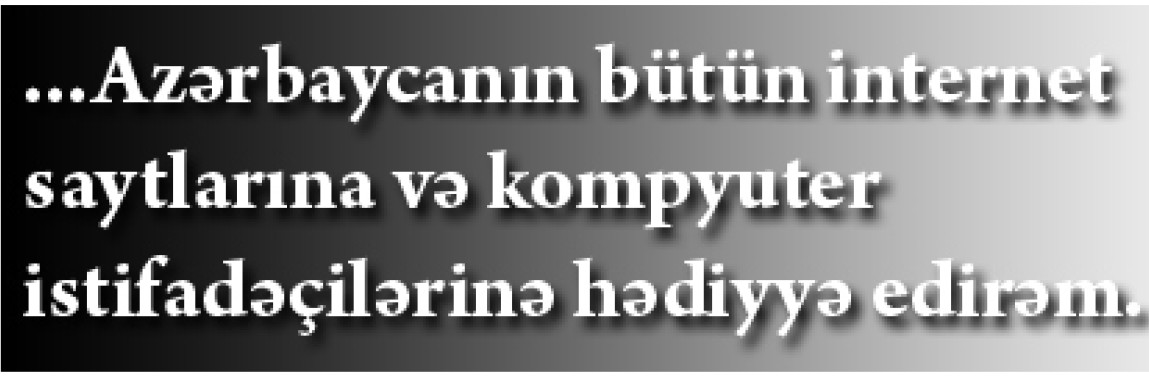 ...Azərbaycanın bütün internet
saytlarına və kompyuter
istifadəçilərinə hədiyyə edirəm.